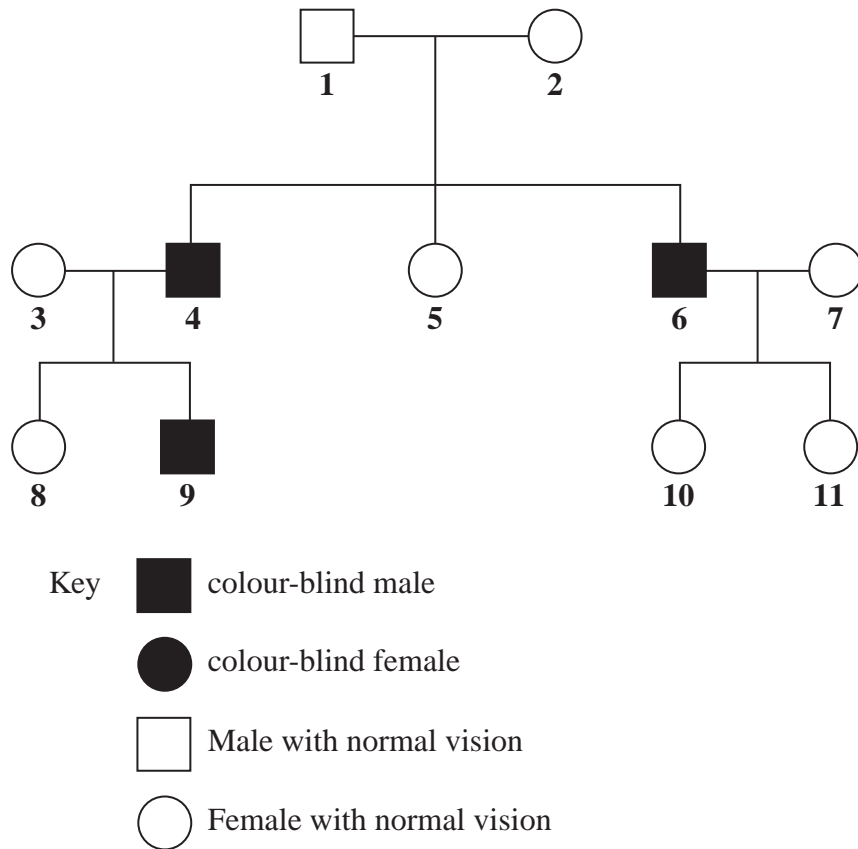 1 2
3 4 5 6 7
8 9 10 11
Key colour-blind male
colour-blind female
Male with normal vision
Female with normal vision